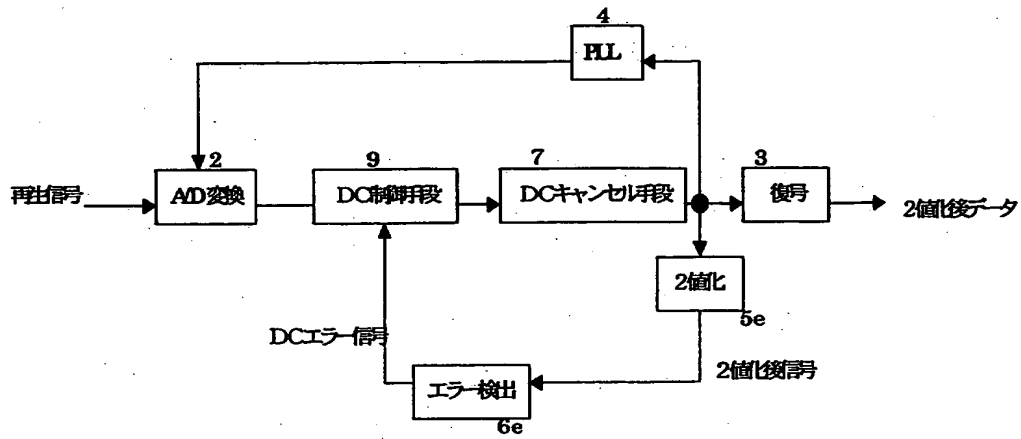 4
PLL
2
9
7
3
再生信号
A/D変換
DC制御手段
DCキャンセル手段
復号
2値化後データ
2値化
5e
DCエラー信号
2値化後信号
エラー検出
6e